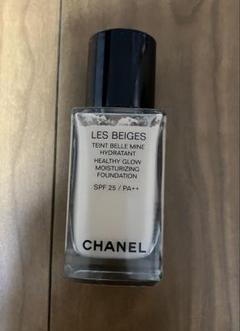 LES BEIGES
TEINT BELLE MINE
HYDRATANT
HEALTHY GLOW
MOISTURIZING
FOUNDATION
SPF 25 / PA++
CHANEL